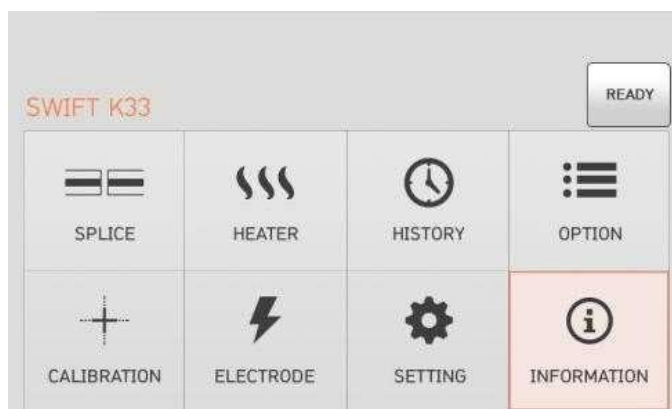 READY
SWIFT K33
SPLICE HEATER HISTORY OPTION
CALIBRATION ELECTRODE SETTING INFORMATION